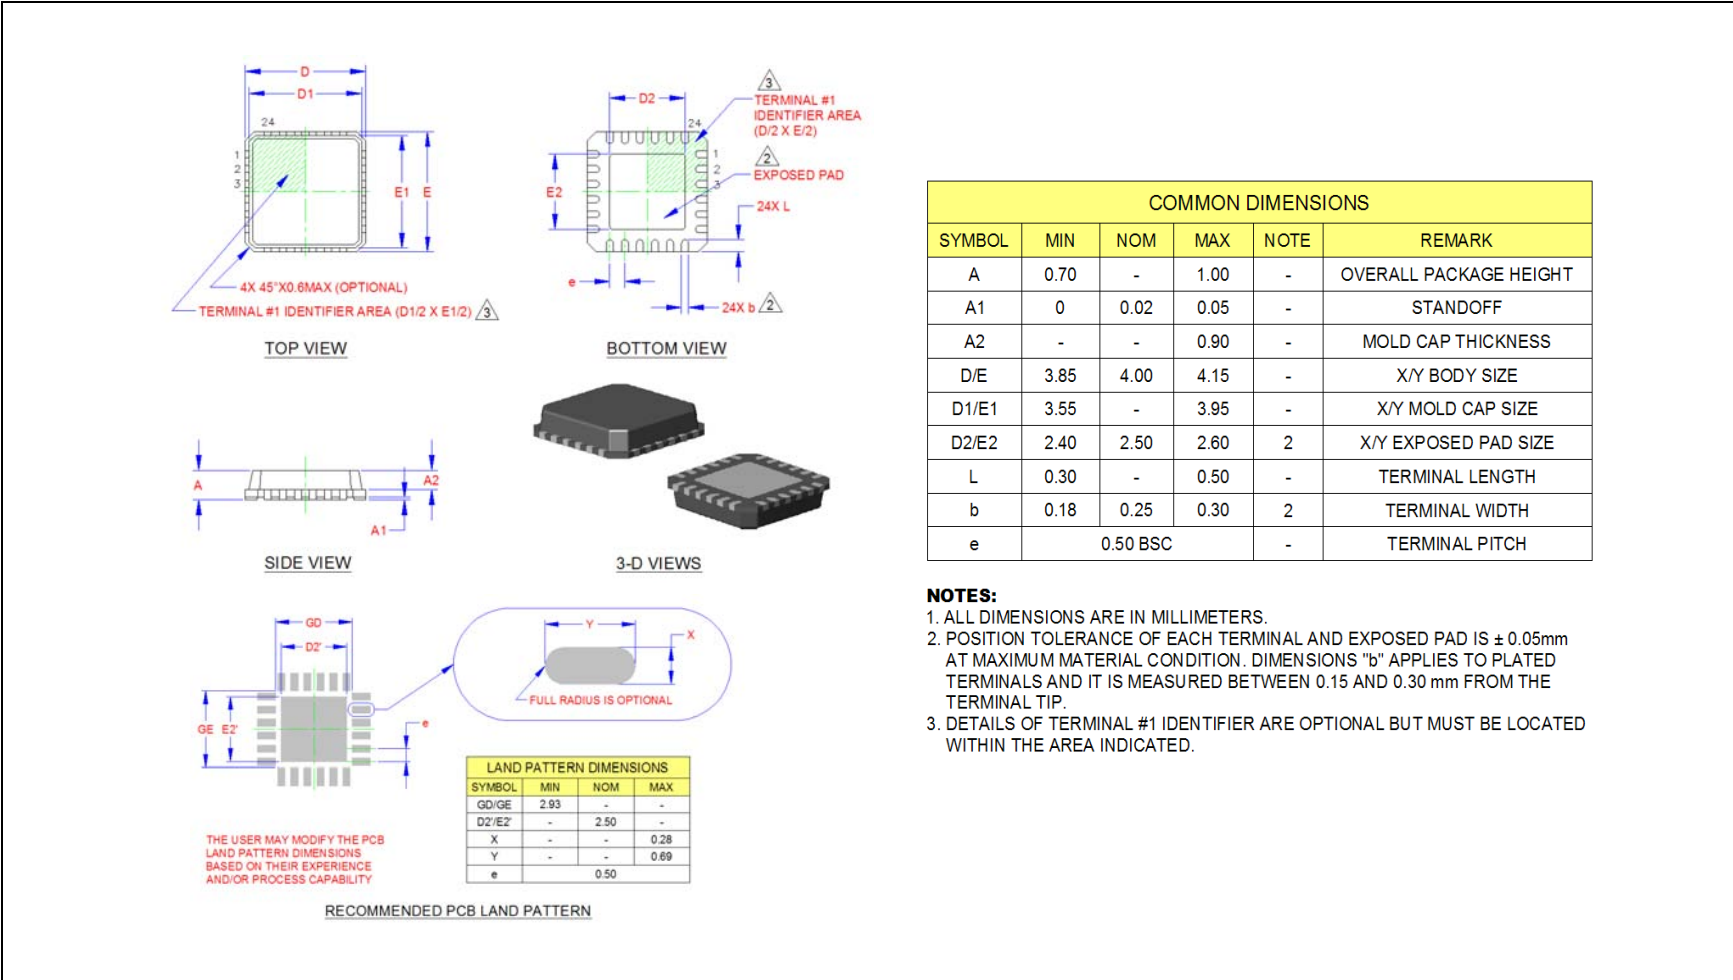 D
D1
24
1
2
3
E1
E
4X 45°X0.6MAX (OPTIONAL)
TERMINAL #1 IDENTIFIER AREA (D1/2 X E1/2)
3
TOP VIEW
D2
3
TERMINAL #1
IDENTIFIER AREA
(D/2 X E/2)
24
1
2
3
2
EXPOSED PAD
E2
24X L
e
24X b
2
BOTTOM VIEW
A
A2
A1
SIDE VIEW
3-D VIEWS
GD
D2'
GE
E2'
e
Y
X
FULL RADIUS IS OPTIONAL
LAND PATTERN DIMENSIONS
SYMBOL MIN NOM MAX
GD/GE 2.93 - -
D2'/E2' - 2.50 -
X - - 0.28
Y - - 0.69
e 0.50
THE USER MAY MODIFY THE PCB
LAND PATTERN DIMENSIONS
BASED ON THEIR EXPERIENCE
AND/OR PROCESS CAPABILITY
RECOMMENDED PCB LAND PATTERN
COMMON DIMENSIONS
SYMBOL MIN NOM MAX NOTE REMARK
A 0.70 - 1.00 - OVERALL PACKAGE HEIGHT
A1 0 0.02 0.05 - STANDOFF
A2 - - 0.90 - MOLD CAP THICKNESS
D/E 3.85 4.00 4.15 - X/Y BODY SIZE
D1/E1 3.55 - 3.95 - X/Y MOLD CAP SIZE
D2/E2 2.40 2.50 2.60 2 X/Y EXPOSED PAD SIZE
L 0.30 - 0.50 - TERMINAL LENGTH
b 0.18 0.25 0.30 2 TERMINAL WIDTH
e 0.50 BSC - TERMINAL PITCH
NOTES:
1. ALL DIMENSIONS ARE IN MILLIMETERS.
2. POSITION TOLERANCE OF EACH TERMINAL AND EXPOSED PAD IS ± 0.05mm
AT MAXIMUM MATERIAL CONDITION. DIMENSIONS "b" APPLIES TO PLATED
TERMINALS AND IT IS MEASURED BETWEEN 0.15 AND 0.30 mm FROM THE
TERMINAL TIP.
3. DETAILS OF TERMINAL #1 IDENTIFIER ARE OPTIONAL BUT MUST BE LOCATED
WITHIN THE AREA INDICATED.